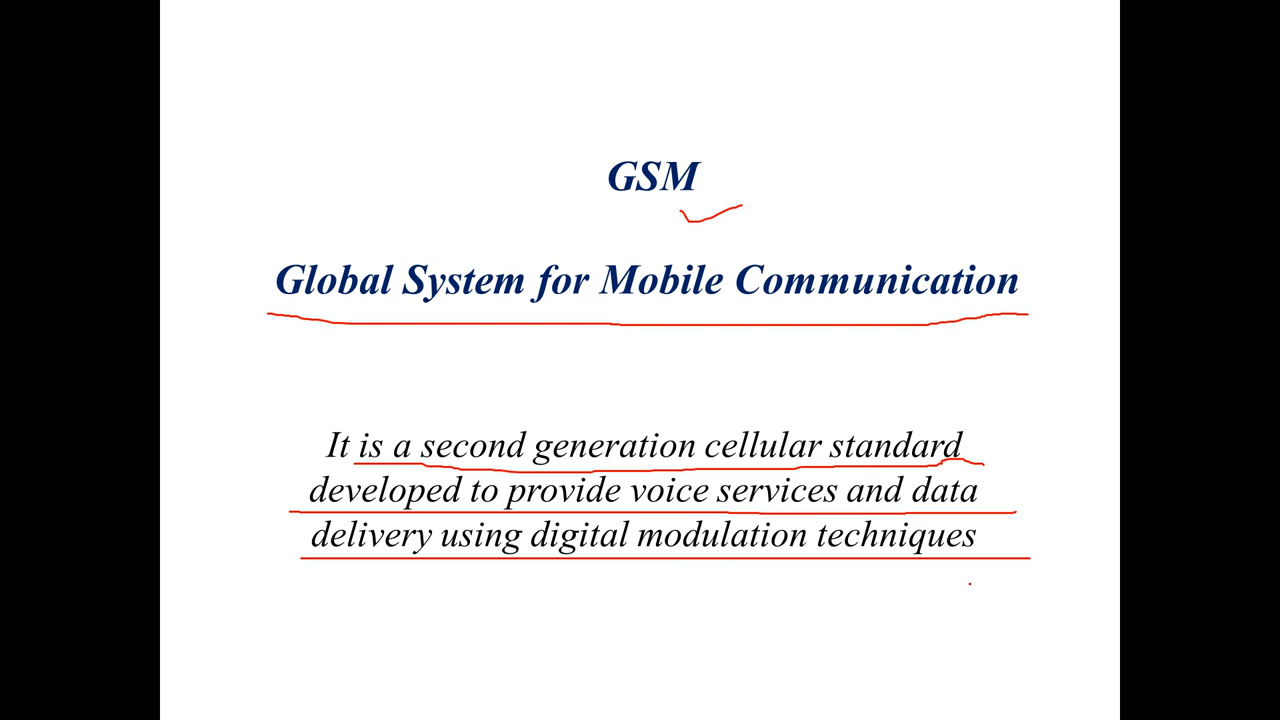 GSM
Global System for Mobile Communication
It is a second generation cellular standard
developed to provide voice services and data
delivery using digital modulation techniques